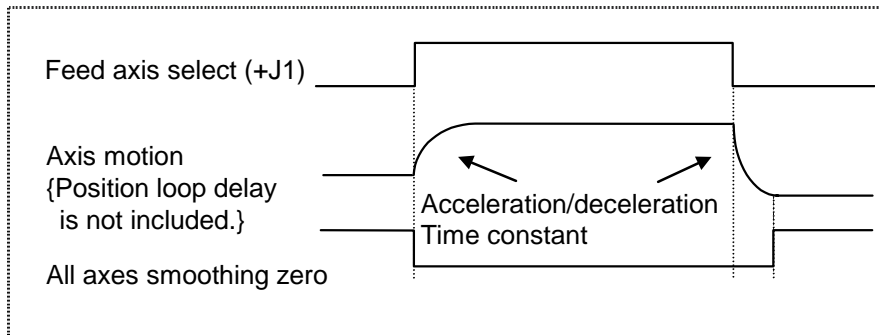 Feed axis select (+J1)
Axis motion
{Position loop delay
is not included.}
Acceleration/deceleration
Time constant
All axes smoothing zero